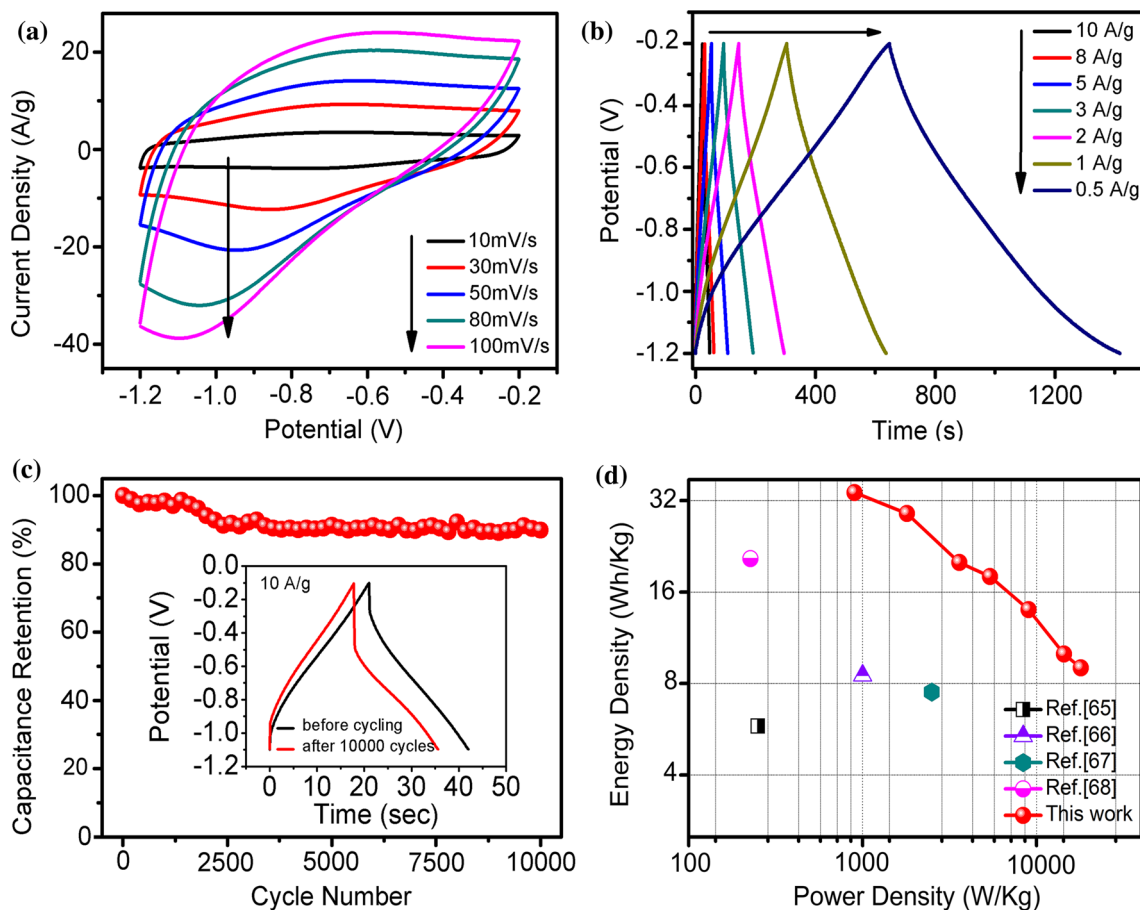 (a)
20
0
-20
-40
Current Density (A/g)
10mV/s
30mV/s
50mV/s
80mV/s
100mV/s
-1.2 -1.0 -0.8 -0.6 -0.4 -0.2
Potential (V)
(b)
-0.2
-0.4
-0.6
-0.8
-1.0
-1.2
Potential (V)
10 A/g
8 A/g
5 A/g
3 A/g
2 A/g
1 A/g
0.5 A/g
0 400 800 1200
Time (s)
(c)
100
80
60
40
20
0
Capacitance Retention (%)
10 A/g
0.0
-0.2
-0.4
-0.6
-0.8
-1.0
-1.2
Potential (V)
before cycling
after 10000 cycles
0 10 20 30 40 50
Time (sec)
0 2500 5000 7500 10000
Cycle Number
(d)
32
16
8
4
Energy Density (Wh/Kg)
Ref.[65]
Ref.[66]
Ref.[67]
Ref.[68]
This work
100 1000 10000
Power Density (W/Kg)